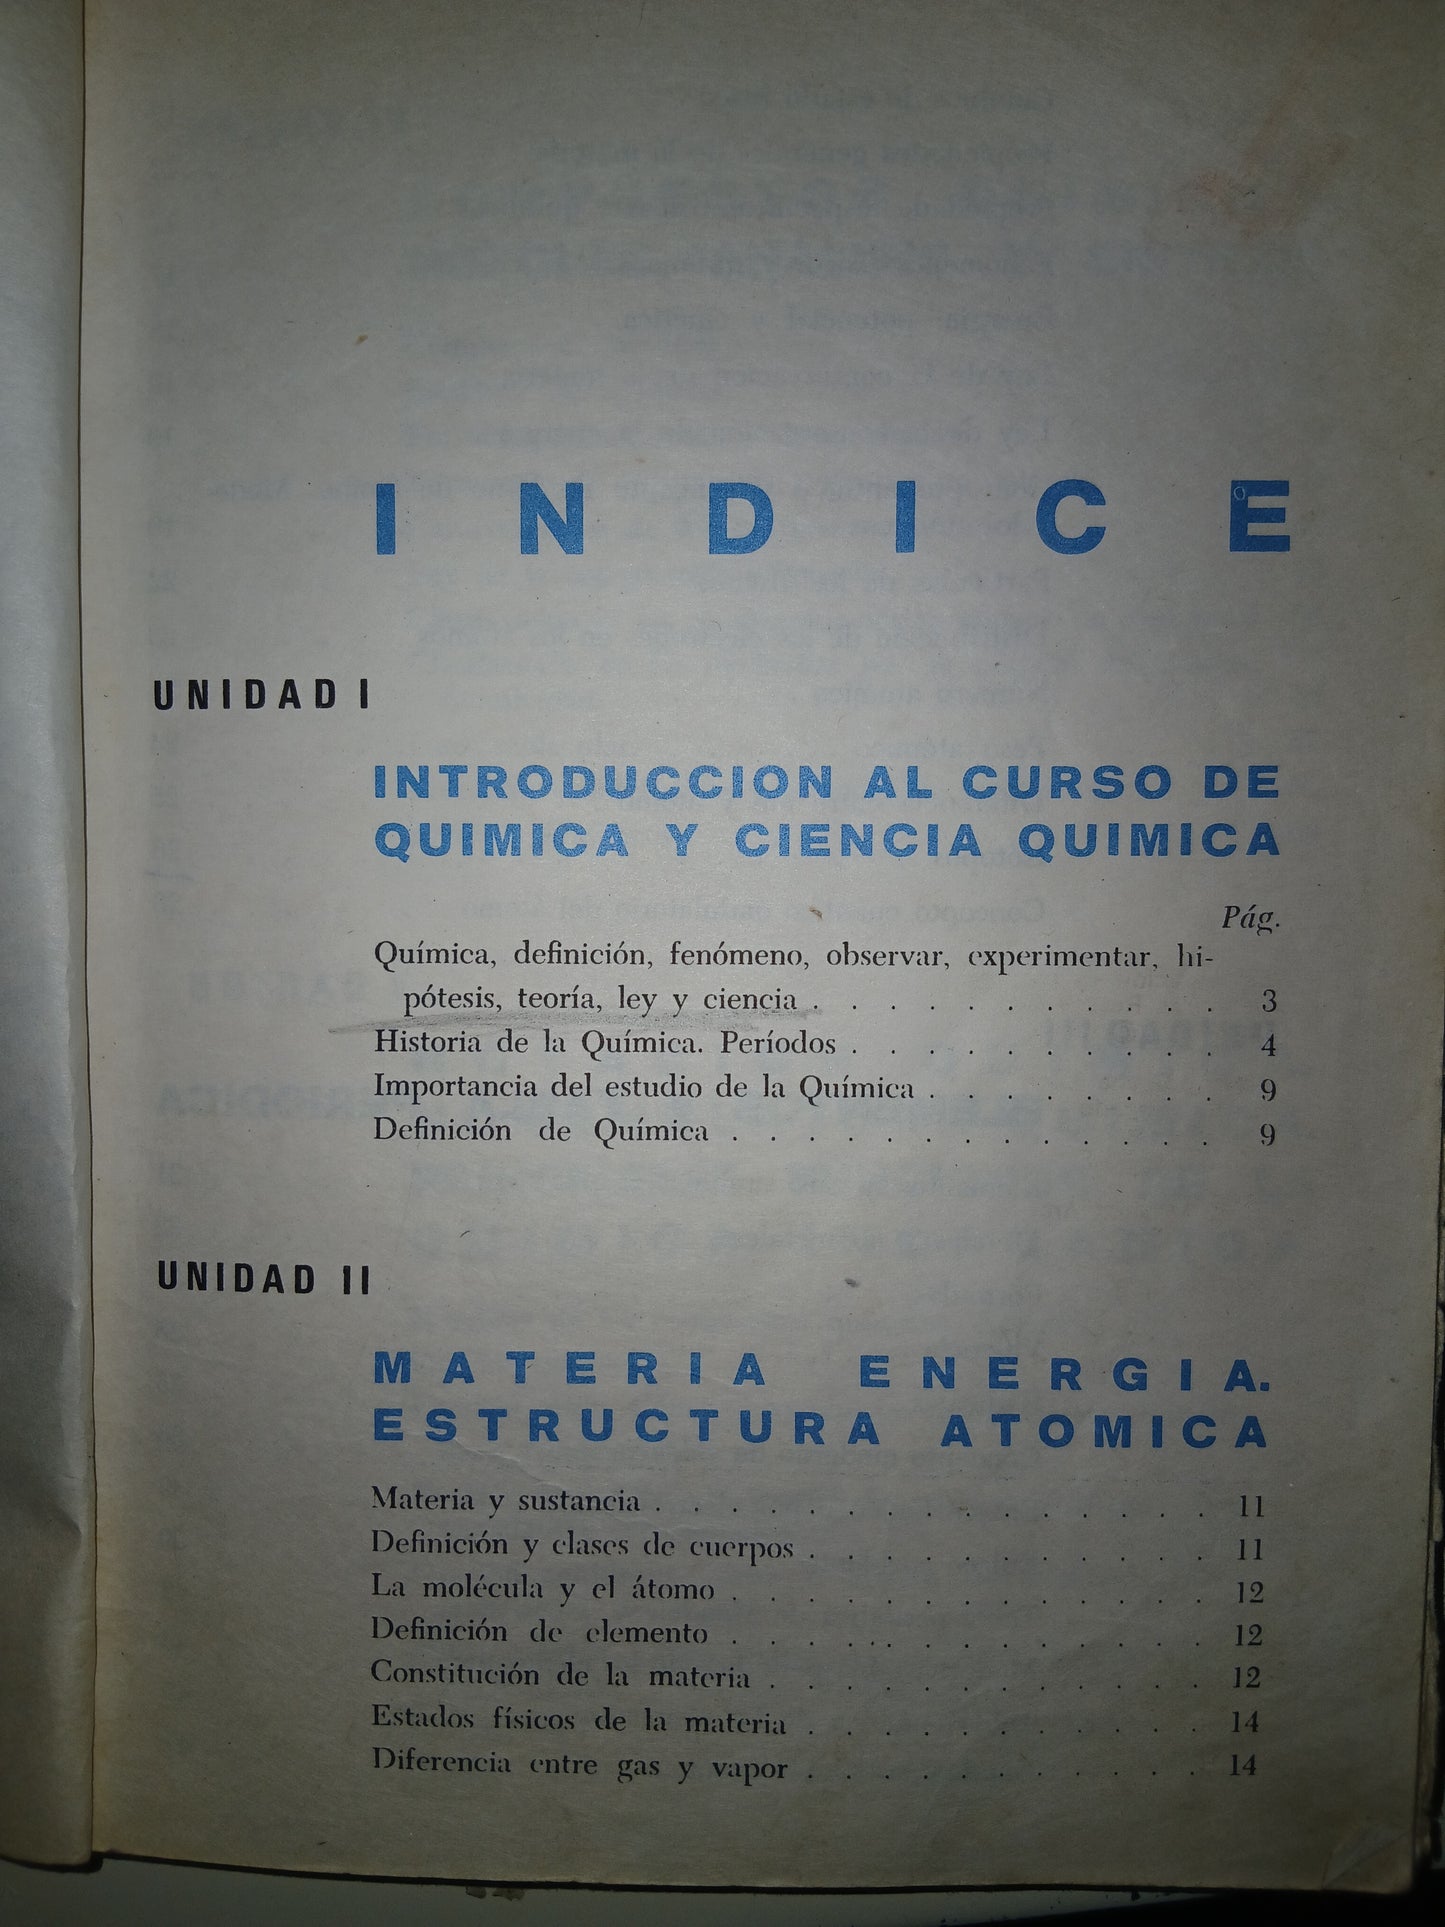 INDICE
UNIDAD I
INTRODUCCION AL CURSO DE
QUIMICA Y CIENCIA QUIMICA
Pág.
Química, definición, fenómeno, observar, experimentar, hi-
pótesis, teoría, ley y ciencia . . . . . . . . . . 3
Historia de la Química. Períodos . . . . . . . . . . 4
Importancia del estudio de la Química . . . . . . . . 9
Definición de Química . . . . . . . . . . . . . 9
UNIDAD II
MATERIA ENERGIA.
ESTRUCTURA ATOMICA
Materia y sustancia . . . . . . . . . . . . . . . 11
Definición y clases de cuerpos . . . . . . . . . . . 11
La molécula y el átomo . . . . . . . . . . . . . 12
Definición de elemento . . . . . . . . . . . . . 12
Constitución de la materia . . . . . . . . . . . . 12
Estados físicos de la materia . . . . . . . . . . . 14
Diferencia entre gas y vapor . . . . . . . . . . . 14